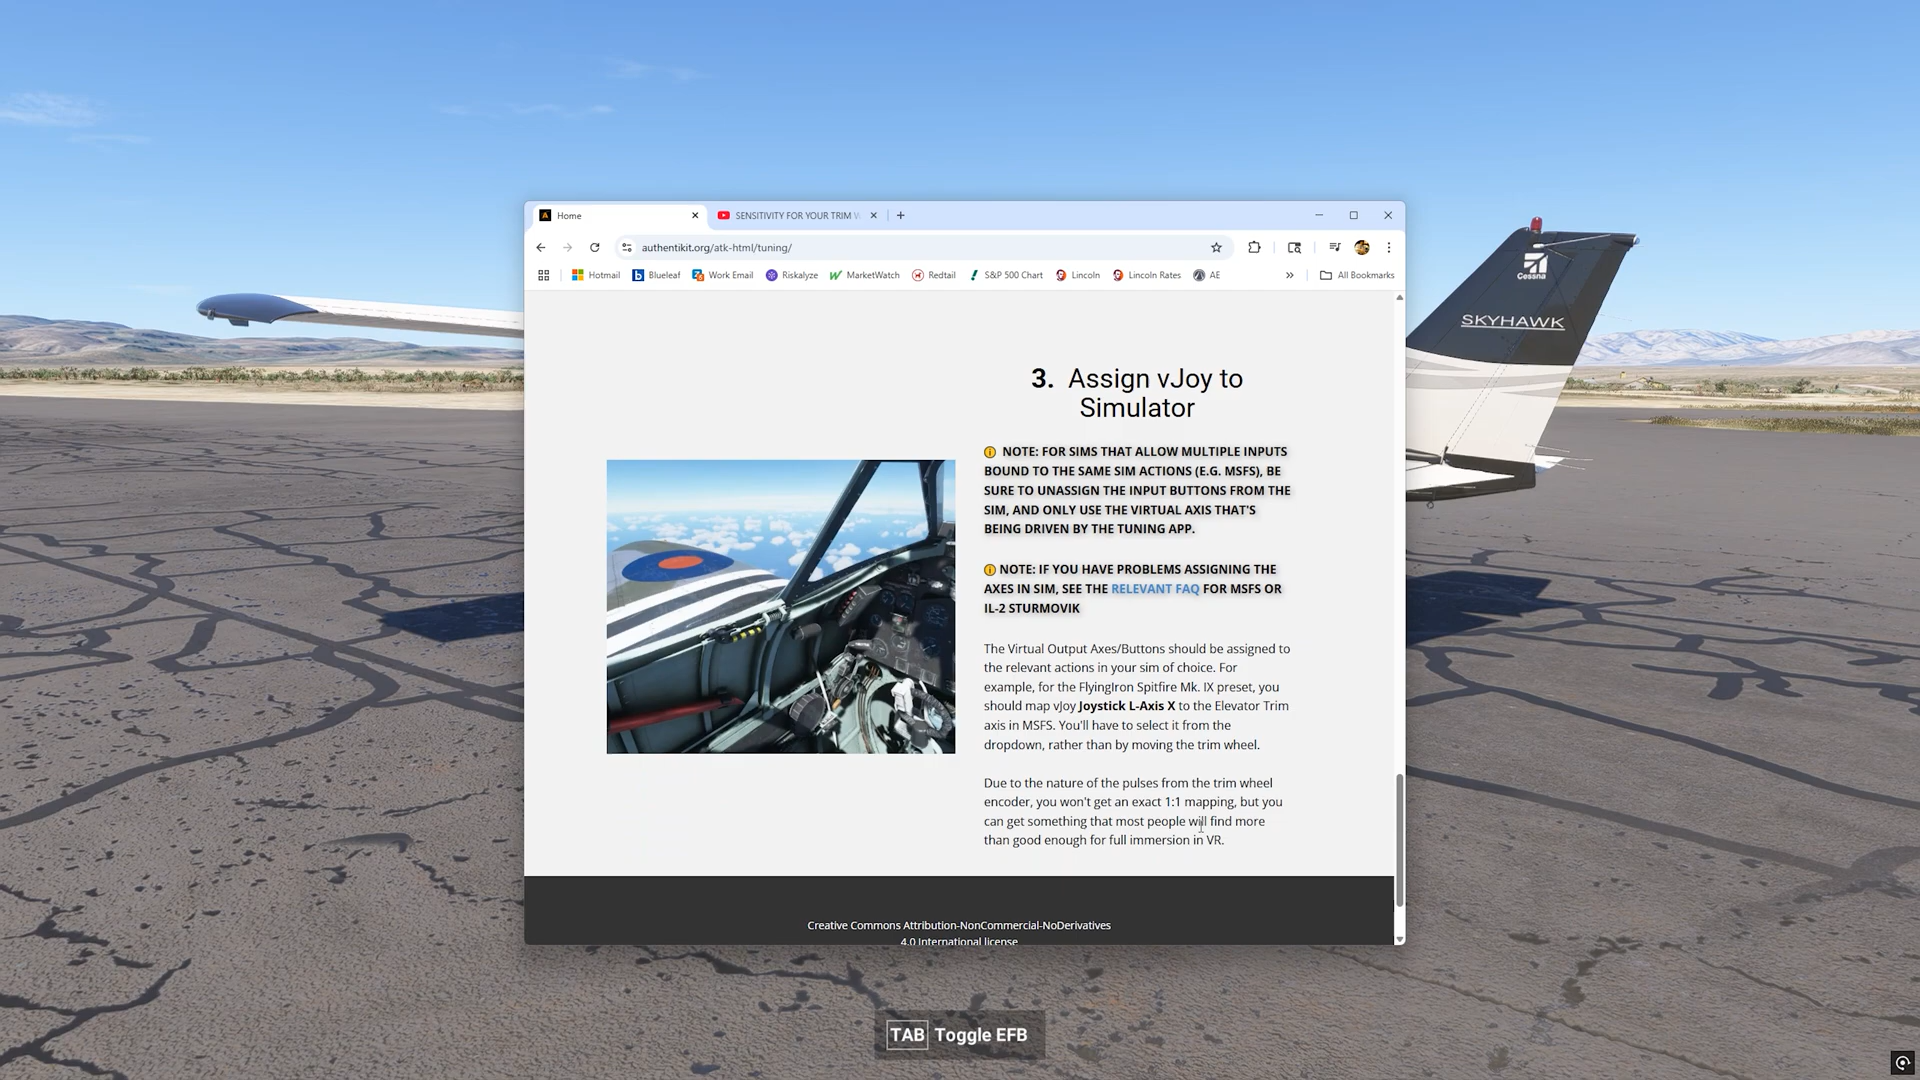 Home
SENSITIVITY FOR YOUR TRIM
authentikit.org/atk-html/tuning/
Hotmail
Blueleaf
Work Email
Riskalyze
MarketWatch
Redtail
S&P 500 Chart
Lincoln
Lincoln Rates
AE
»
All Bookmarks
Cessna
SKYHAWK
3. Assign vJoy to
Simulator
NOTE: FOR SIMS THAT ALLOW MULTIPLE INPUTS
BOUND TO THE SAME SIM ACTIONS (E.G. MSFS), BE
SURE TO UNASSIGN THE INPUT BUTTONS FROM THE
SIM, AND ONLY USE THE VIRTUAL AXIS THAT'S
BEING DRIVEN BY THE TUNING APP.
NOTE: IF YOU HAVE PROBLEMS ASSIGNING THE
AXES IN SIM, SEE THE RELEVANT FAQ FOR MSFS OR
IL-2 STURMOVIK
The Virtual Output Axes/Buttons should be assigned to
the relevant actions in your sim of choice. For
example, for the FlyingIron Spitfire Mk. IX preset, you
should map vJoy Joystick L-Axis X to the Elevator Trim
axis in MSFS. You'll have to select it from the
dropdown, rather than by moving the trim wheel.
Due to the nature of the pulses from the trim wheel
encoder, you won't get an exact 1:1 mapping, but you
can get something that most people will find more
than good enough for full immersion in VR.
Creative Commons Attribution-NonCommercial-NoDerivatives
4.0 International license
TAB Toggle EFB